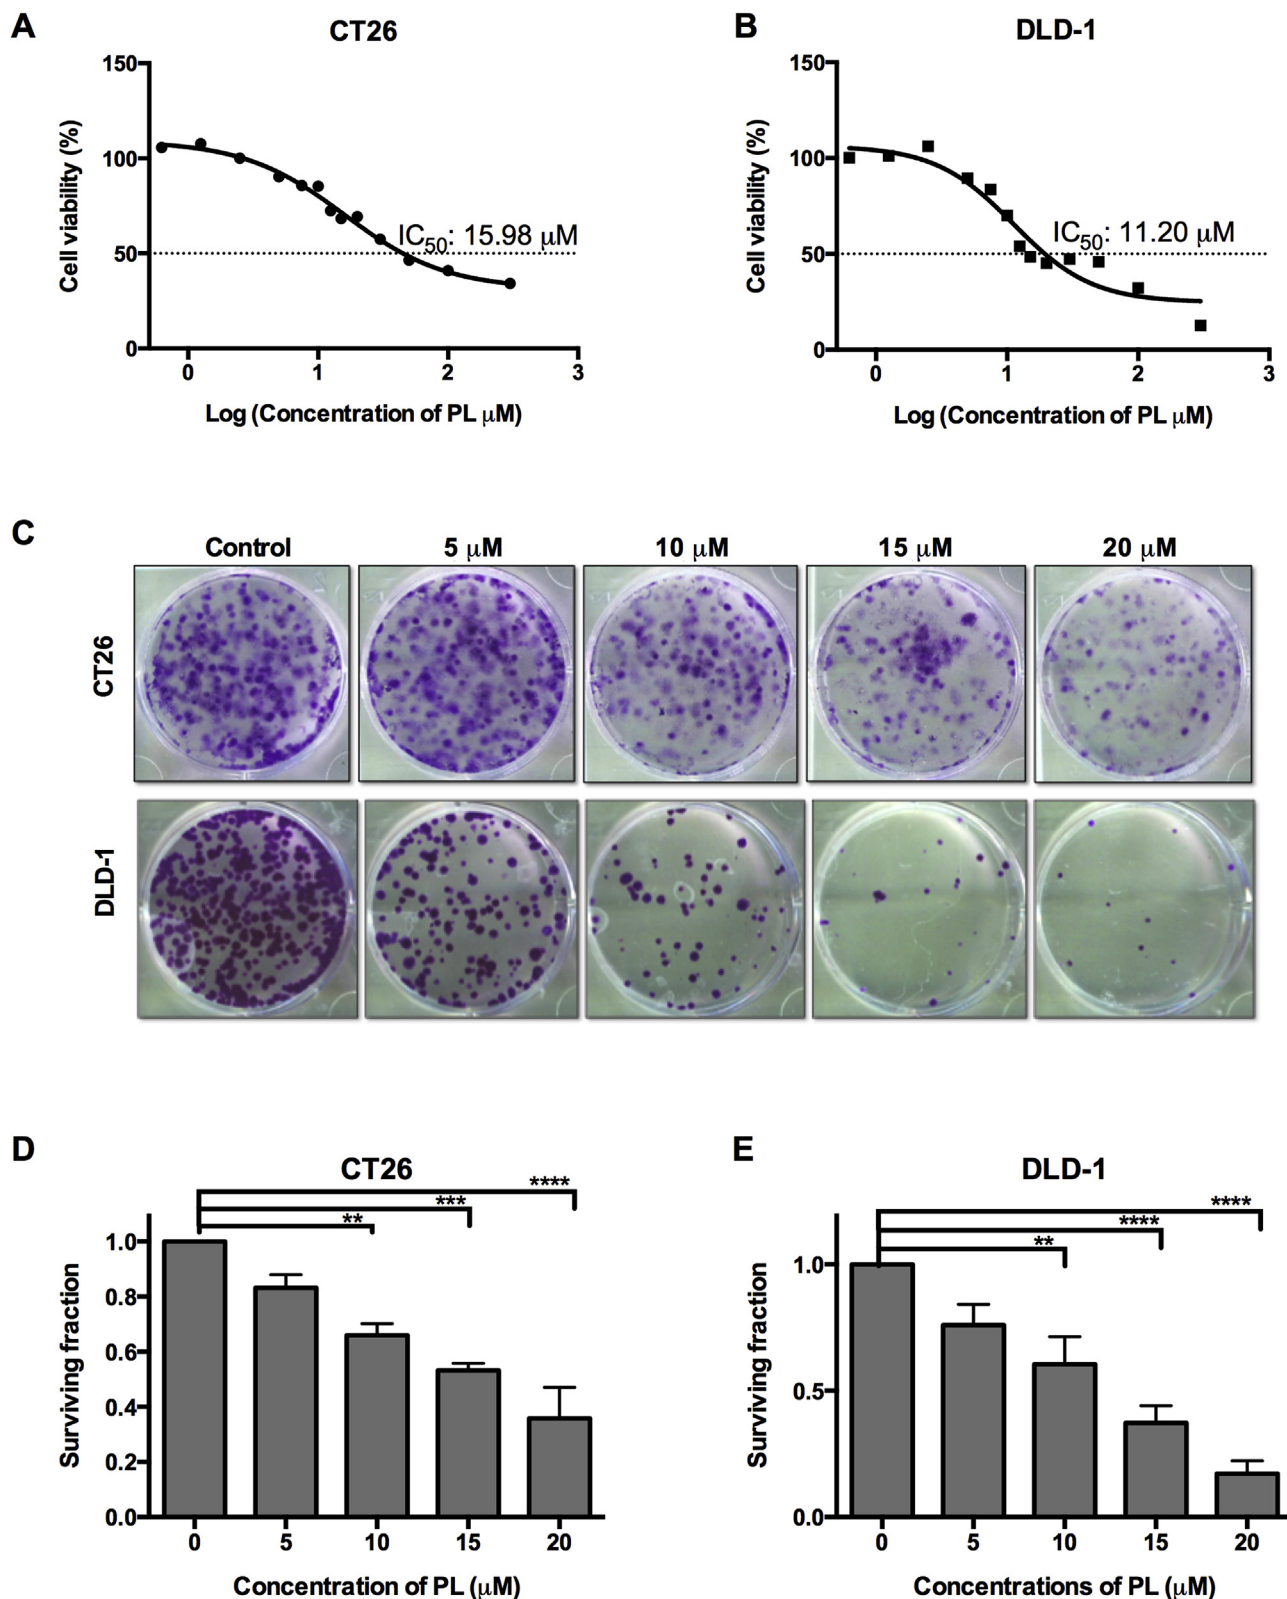 A
CT26
150
100
50
0
0
1
2
3
Cell viability (%)
IC50: 15.98 μM
Log (Concentration of PL μM)
B
DLD-1
150
100
50
0
0
1
2
3
Cell viability (%)
IC50: 11.20 μM
Log (Concentration of PL μM)
C
Control
5 μM
10 μM
15 μM
20 μM
CT26
DLD-1
D
CT26
****
***
**
1.0
0.8
0.6
0.4
0.2
0.0
Surviving fraction
0
5
10
15
20
Concentration of PL (μM)
E
DLD-1
****
****
**
1.0
0.5
0.0
Surviving fraction
0
5
10
15
20
Concentrations of PL (μM)